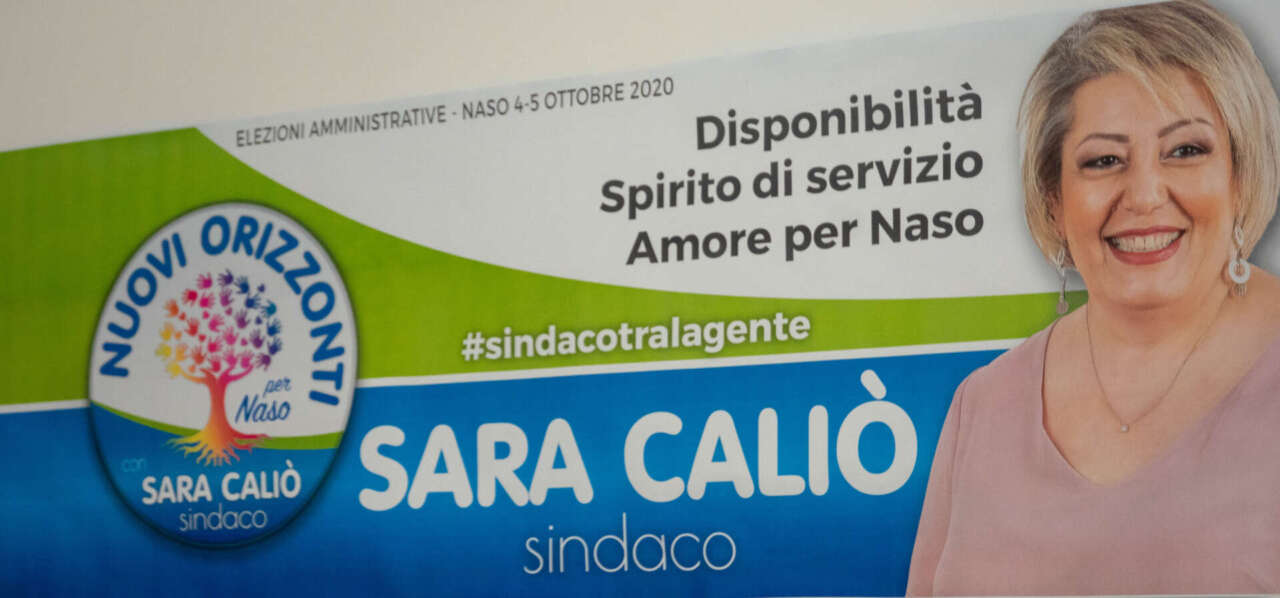 ELEZIONI AMMINISTRATIVE - NASO 4-5 OTTOBRE 2020
Disponibilità
Spirito di servizio
Amore per Naso
#sindacotralagente
NUOVI ORIZZONTI
per
Naso
con
SARA CALIÒ
sindaco
SARA CALIÒ
sindaco